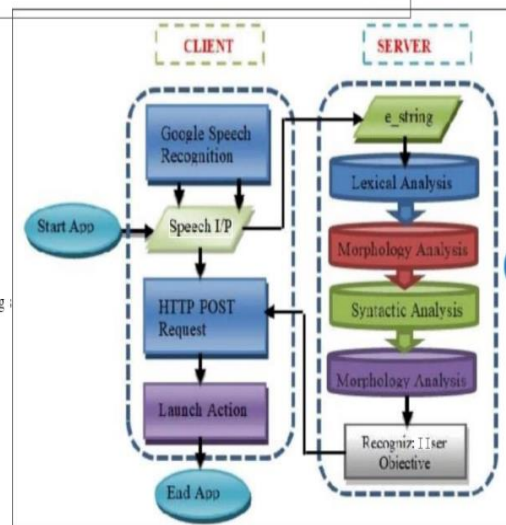 CLIENT
SERVER
Google Speech
Recognition
e_string
Lexical Analysis
Start App
Speech I/P
Morphology Analysis
g
HTTP POST
Request
Syntactic Analysis
Morphology Analysis
Launch Action
User
Objective
End App